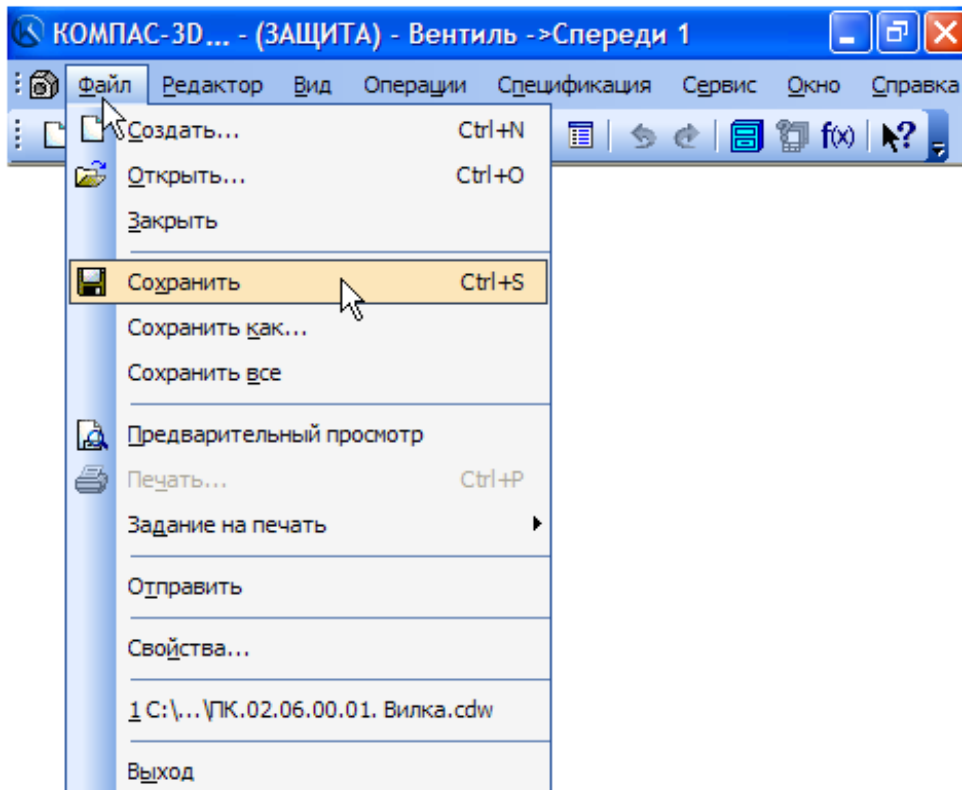 КОМПАС-3D... - (ЗАЩИТА) - Вентиль ->Спереди 1
Файл Редактор Вид Операции Спецификация Сервис Окно Справка
f(x) ?
Создать... Ctrl+N
Открыть... Ctrl+O
Закрыть
Сохранить Ctrl+S
Сохранить как...
Сохранить все
Предварительный просмотр
Печать... Ctrl+P
Задание на печать
Отправить
Свойства...
1 C:\...\ПК.02.06.00.01. Вилка.cdw
Выход